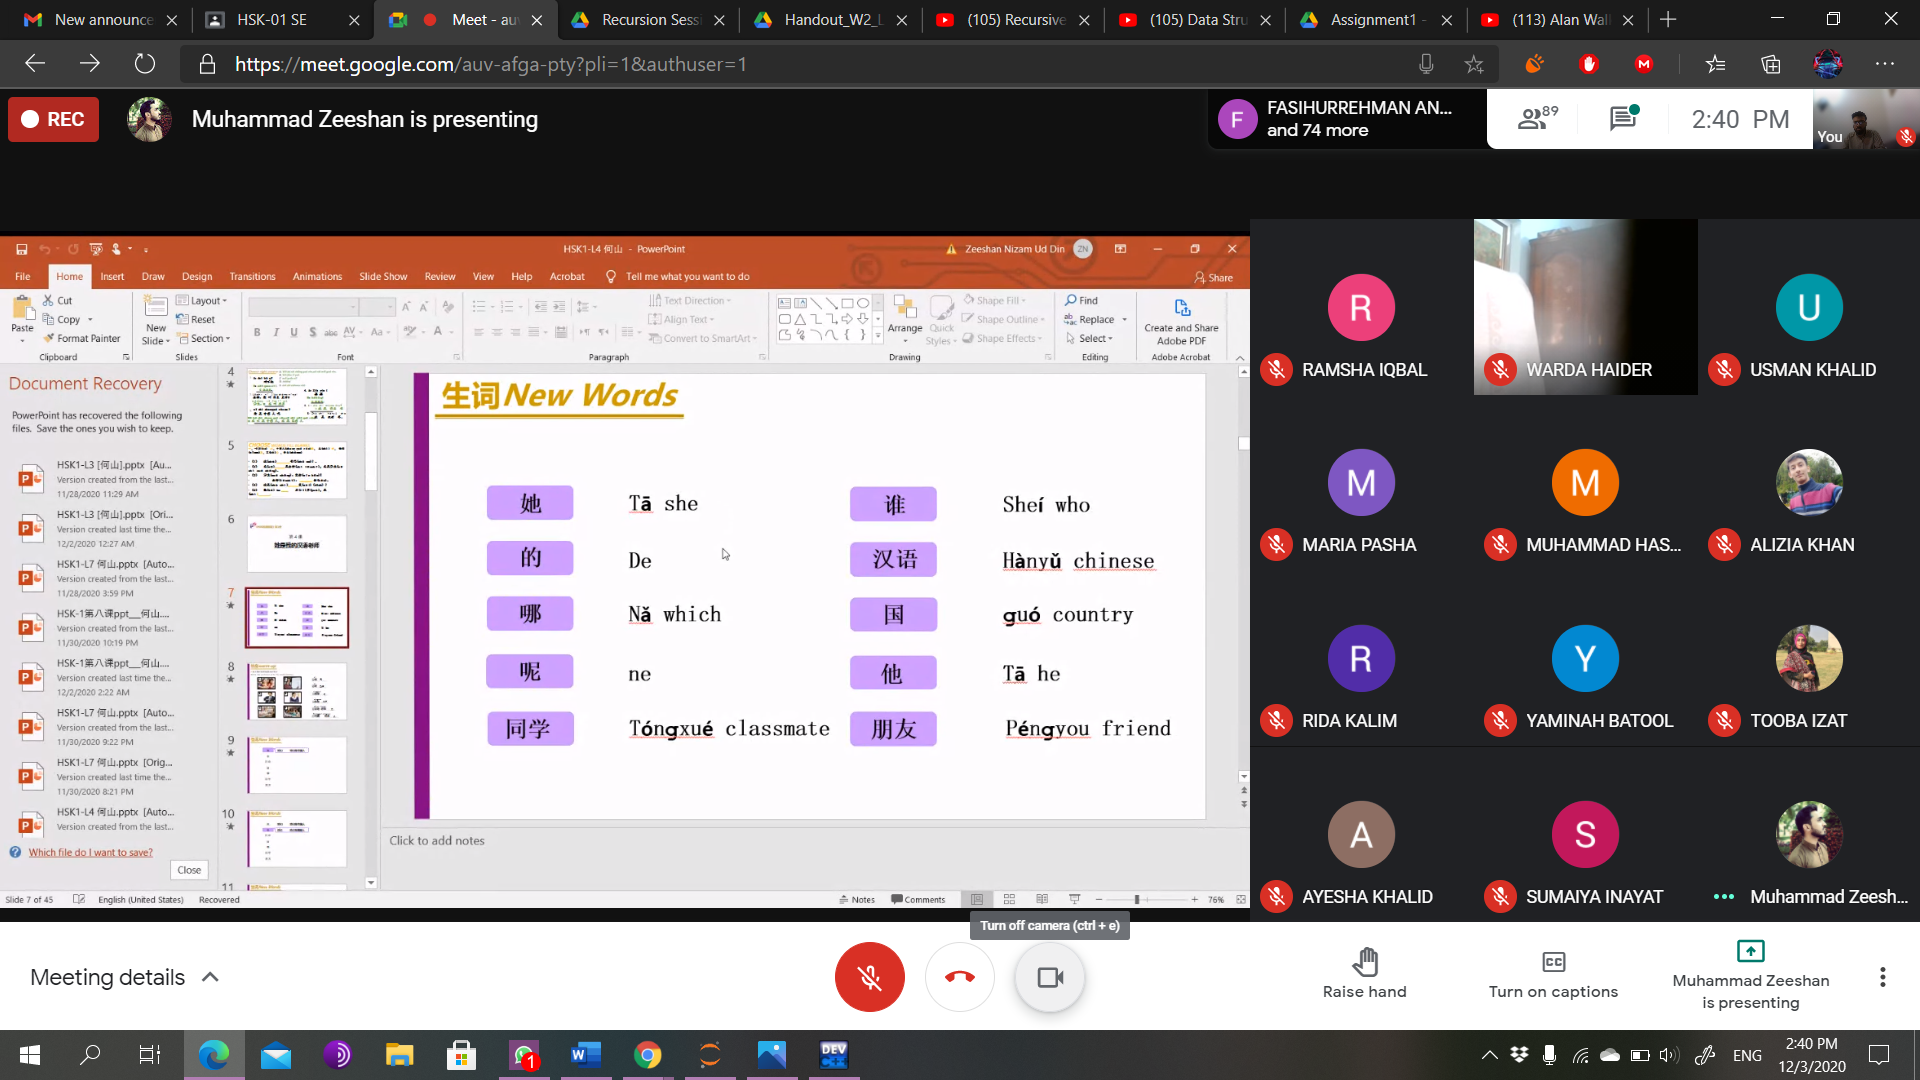 New announce
HSK-01 SE
Meet - auv
Recursion Sessi
Handout_W2_L
(105) Recursive
(105) Data Stru
Assignment1 -
(113) Alan Wal
https://meet.google.com/auv-afga-pty?pli=1&authuser=1
REC
Muhammad Zeeshan is presenting
F
FASIHURREHMAN AN...
and 74 more
89
2:40 PM
You
HSK1-L4 何山 - PowerPoint
Zeeshan Nizam Ud Din
ZN
File
Home
Insert
Draw
Design
Transitions
Animations
Slide Show
Review
View
Help
Acrobat
Tell me what you want to do
Share
Paste
Cut
Copy
Format Painter
Clipboard
New
Slide
Layout
Reset
Section
Slides
Font
Text Direction
Align Text
Convert to SmartArt
Paragraph
Arrange
Quick
Styles
Shape Fill
Shape Outline
Shape Effects
Drawing
Find
Replace
Select
Editing
Create and Share
Adobe PDF
Adobe Acrobat
Document Recovery
PowerPoint has recovered the following
files. Save the ones you wish to keep.
HSK1-L3 [何山].pptx [Au...
Version created from the last...
11/28/2020 11:29 AM
HSK1-L3 [何山].pptx [Ori...
Version created last time the...
12/2/2020 12:27 AM
HSK1-L7 何山.pptx [Auto...
Version created from the last...
11/28/2020 3:59 PM
HSK-1第八课ppt__何山....
Version created from the last...
11/30/2020 10:19 PM
HSK-1第八课ppt__何山....
Version created last time the...
12/2/2020 2:22 AM
HSK1-L7 何山.pptx [Auto...
Version created from the last...
11/30/2020 9:22 PM
HSK1-L7 何山.pptx [Orig...
Version created last time the...
11/30/2020 8:21 PM
HSK1-L4 何山.pptx [Auto...
Version created from the last...
Which file do I want to save?
Close
4
5
6
7
8
9
10
11
生词New Words
她 Tā she
谁 Sheí who
的 De
汉语 Hànyǔ chinese
哪 Nǎ which
国 guó country
呢 ne
他 Tā he
同学 Tóngxué classmate
朋友 Péngyou friend
Click to add notes
Slide 7 of 45
English (United States)
Recovered
Notes
Comments
76%
R
RAMSHA IQBAL
WARDA HAIDER
U
USMAN KHALID
M
MARIA PASHA
M
MUHAMMAD HAS...
ALIZIA KHAN
R
RIDA KALIM
Y
YAMINAH BATOOL
TOOBA IZAT
A
AYESHA KHALID
S
SUMAIYA INAYAT
Muhammad Zeesh...
Turn off camera (ctrl + e)
Meeting details
Raise hand
CC
Turn on captions
Muhammad Zeeshan
is presenting
1
DEV
C++
ENG
2:40 PM
12/3/2020